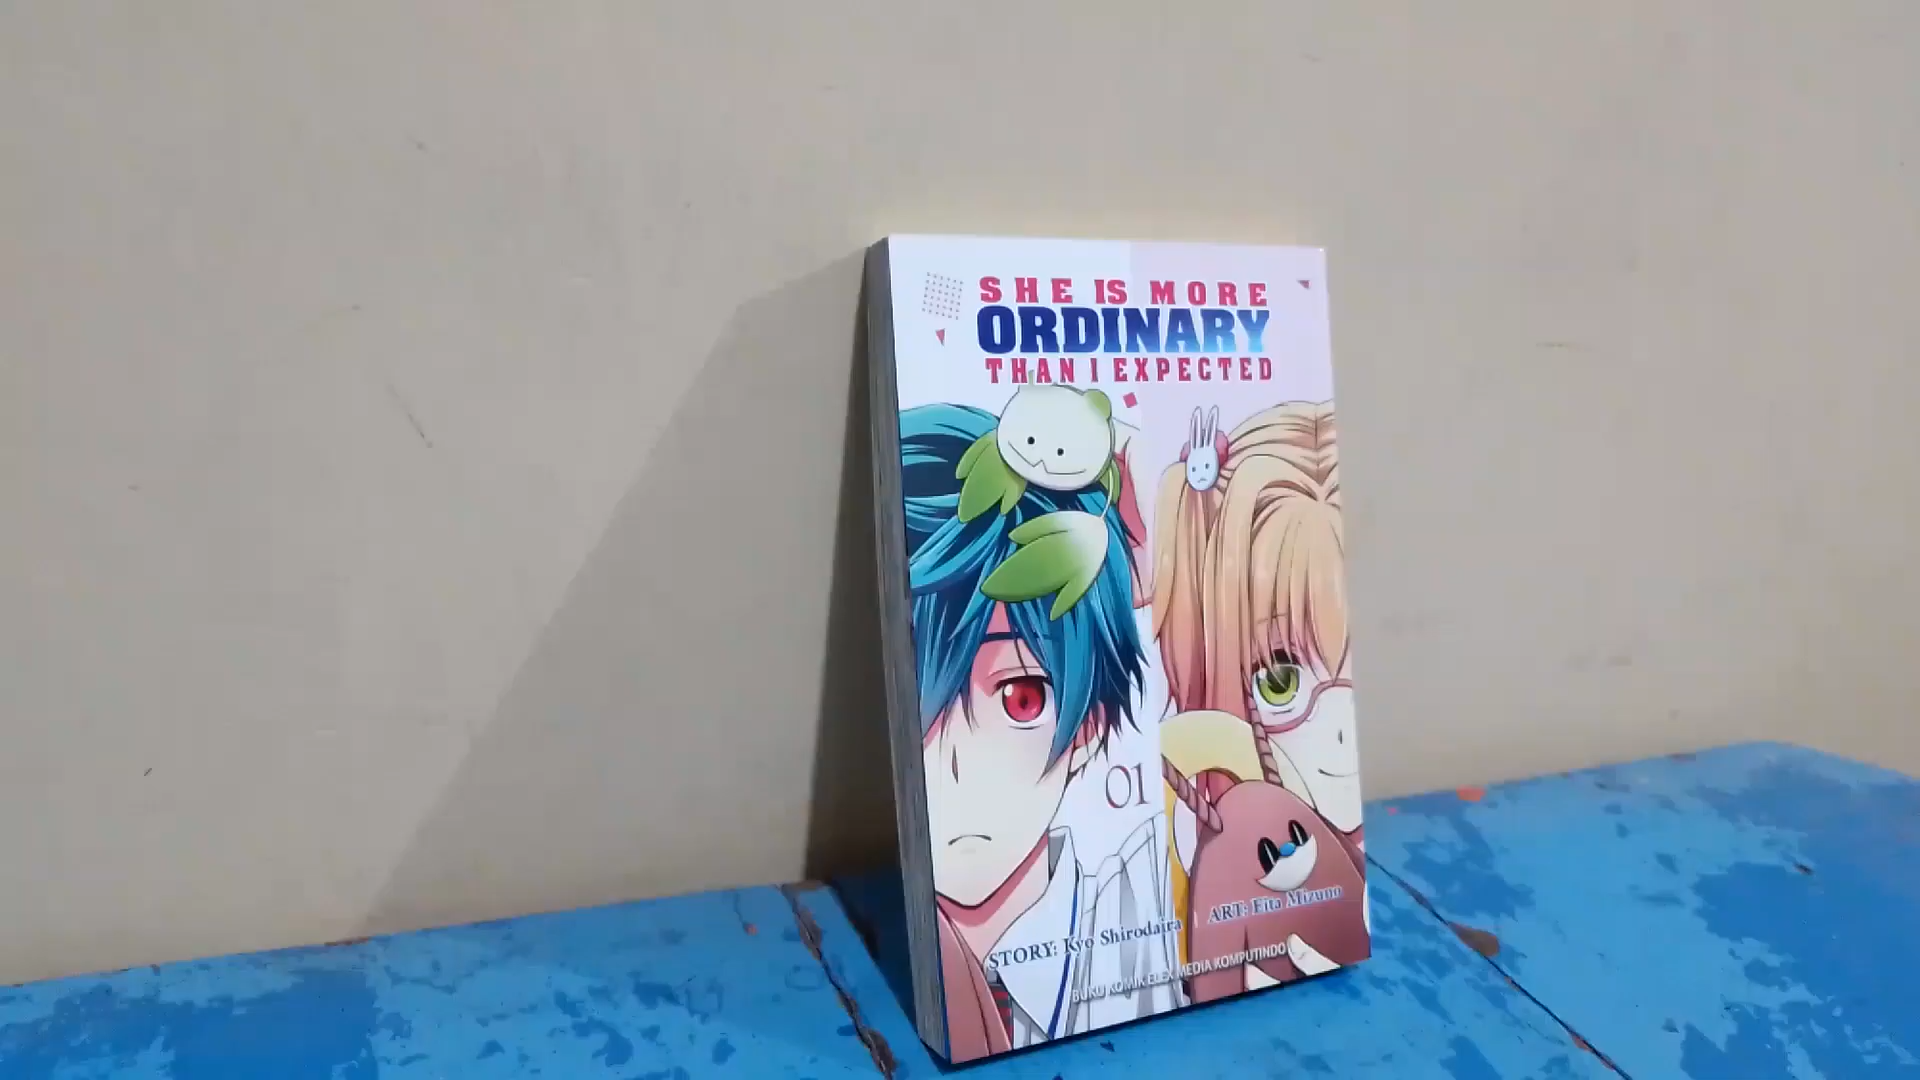 SHE IS MORE
ORDINARY
THAN I EXPECTED
01
STORY: Kyo Shirodaira
ART: Eita Mizuno
BUKU KOMIK ELEX MEDIA KOMPUTINDO